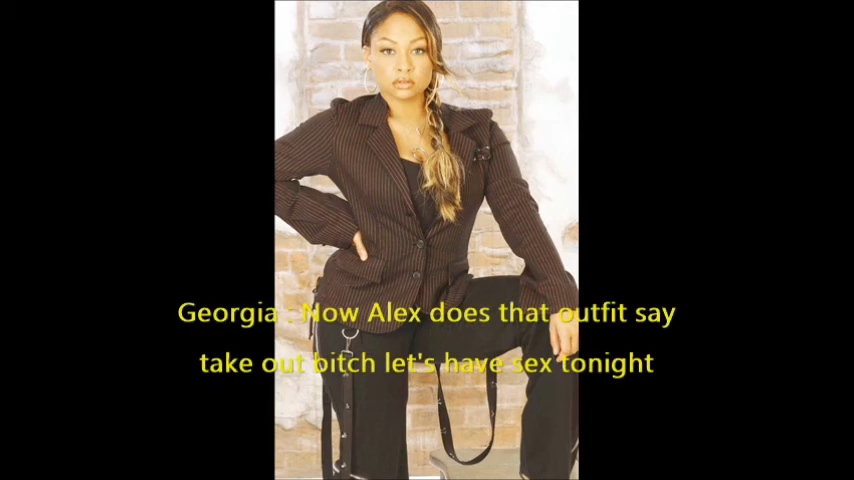 Georgia : Now Alex does that outfit say
take out bitch let's have sex tonight